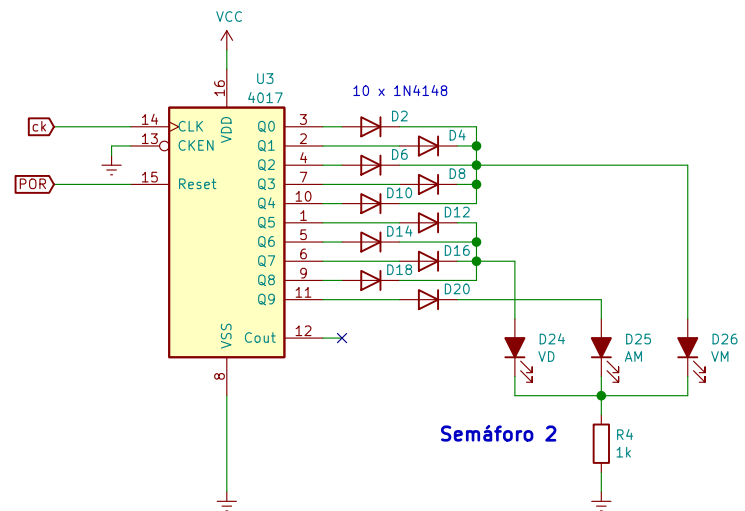 VCC
U3
4017
10 x 1N4148
ck
POR
14
13
15
16
8
CLK
CKEN
Reset
VDD
VSS
Q0
Q1
Q2
Q3
Q4
Q5
Q6
Q7
Q8
Q9
Cout
3
2
4
7
10
1
5
6
9
11
12
D2
D4
D6
D8
D10
D12
D14
D16
D18
D20
D24
VD
D25
AM
D26
VM
Semáforo 2
R4
1k